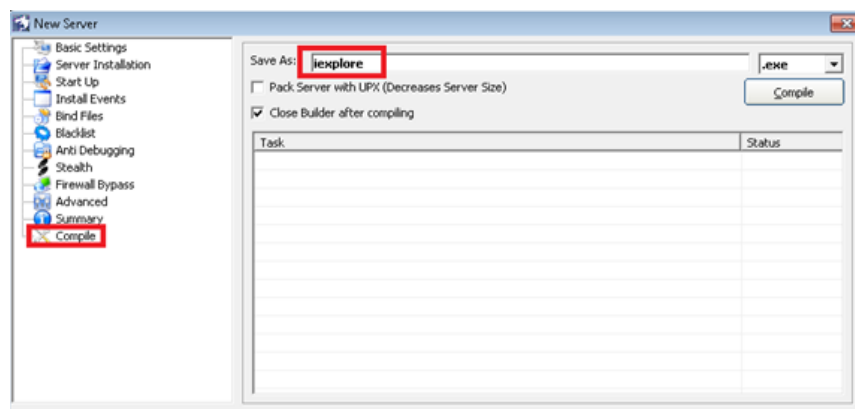 New Server
Basic Settings
Server Installation
Start Up
Install Events
Bind Files
Blacklist
Anti Debugging
Stealth
Firewall Bypass
Advanced
Summary
Compile
Save As: iexplore .exe
Pack Server with UPX (Decreases Server Size)
Compile
Close Builder after compiling
Task Status